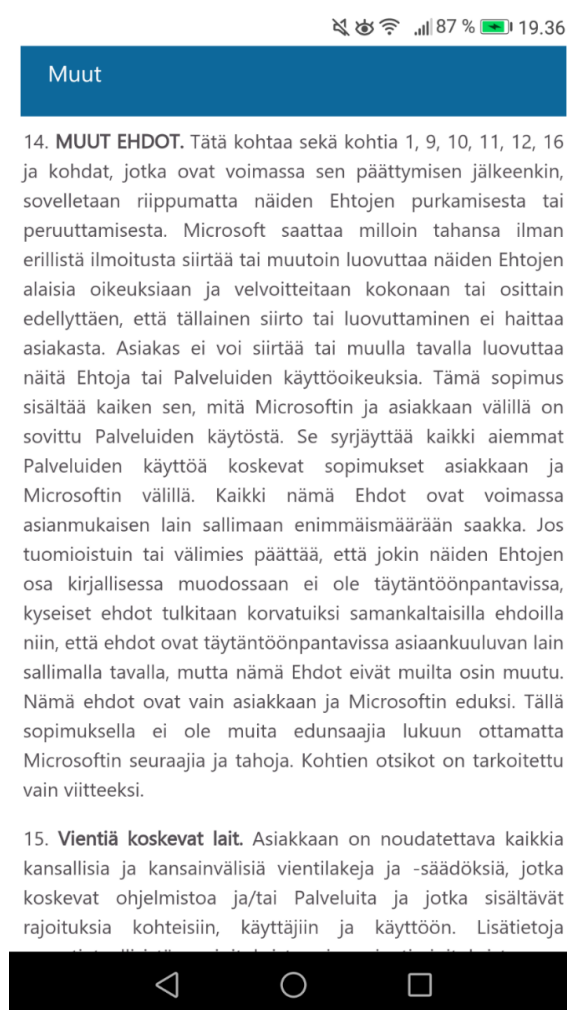 87 % 19.36
Muut
14. MUUT EHDOT. Tätä kohtaa sekä kohtia 1, 9, 10, 11, 12, 16
ja kohdat, jotka ovat voimassa sen päättymisen jälkeenkin,
sovelletaan riippumatta näiden Ehtojen purkamisesta tai
peruuttamisesta. Microsoft saattaa milloin tahansa ilman
erillistä ilmoitusta siirtää tai muutoin luovuttaa näiden Ehtojen
alaisia oikeuksiaan ja velvoitteitaan kokonaan tai osittain
edellyttäen, että tällainen siirto tai luovuttaminen ei haittaa
asiakasta. Asiakas ei voi siirtää tai muulla tavalla luovuttaa
näitä Ehtoja tai Palveluiden käyttöoikeuksia. Tämä sopimus
sisältää kaiken sen, mitä Microsoftin ja asiakkaan välillä on
sovittu Palveluiden käytöstä. Se syrjäyttää kaikki aiemmat
Palveluiden käyttöä koskevat sopimukset asiakkaan ja
Microsoftin välillä. Kaikki nämä Ehdot ovat voimassa
asianmukaisen lain sallimaan enimmäismäärään saakka. Jos
tuomioistuin tai välimies päättää, että jokin näiden Ehtojen
osa kirjallisessa muodossaan ei ole täytäntöönpantavissa,
kyseiset ehdot tulkitaan korvatuiksi samankaltaisilla ehdoilla
niin, että ehdot ovat täytäntöönpantavissa asiaankuuluvan lain
sallimalla tavalla, mutta nämä Ehdot eivät muilta osin muutu.
Nämä ehdot ovat vain asiakkaan ja Microsoftin eduksi. Tällä
sopimuksella ei ole muita edunsaajia lukuun ottamatta
Microsoftin seuraajia ja tahoja. Kohtien otsikot on tarkoitettu
vain viitteeksi.
15. Vientiä koskevat lait. Asiakkaan on noudatettava kaikkia
kansallisia ja kansainvälisiä vientilakeja ja -säädöksiä, jotka
koskevat ohjelmistoa ja/tai Palveluita ja jotka sisältävät
rajoituksia kohteisiin, käyttäjiin ja käyttöön. Lisätietoja